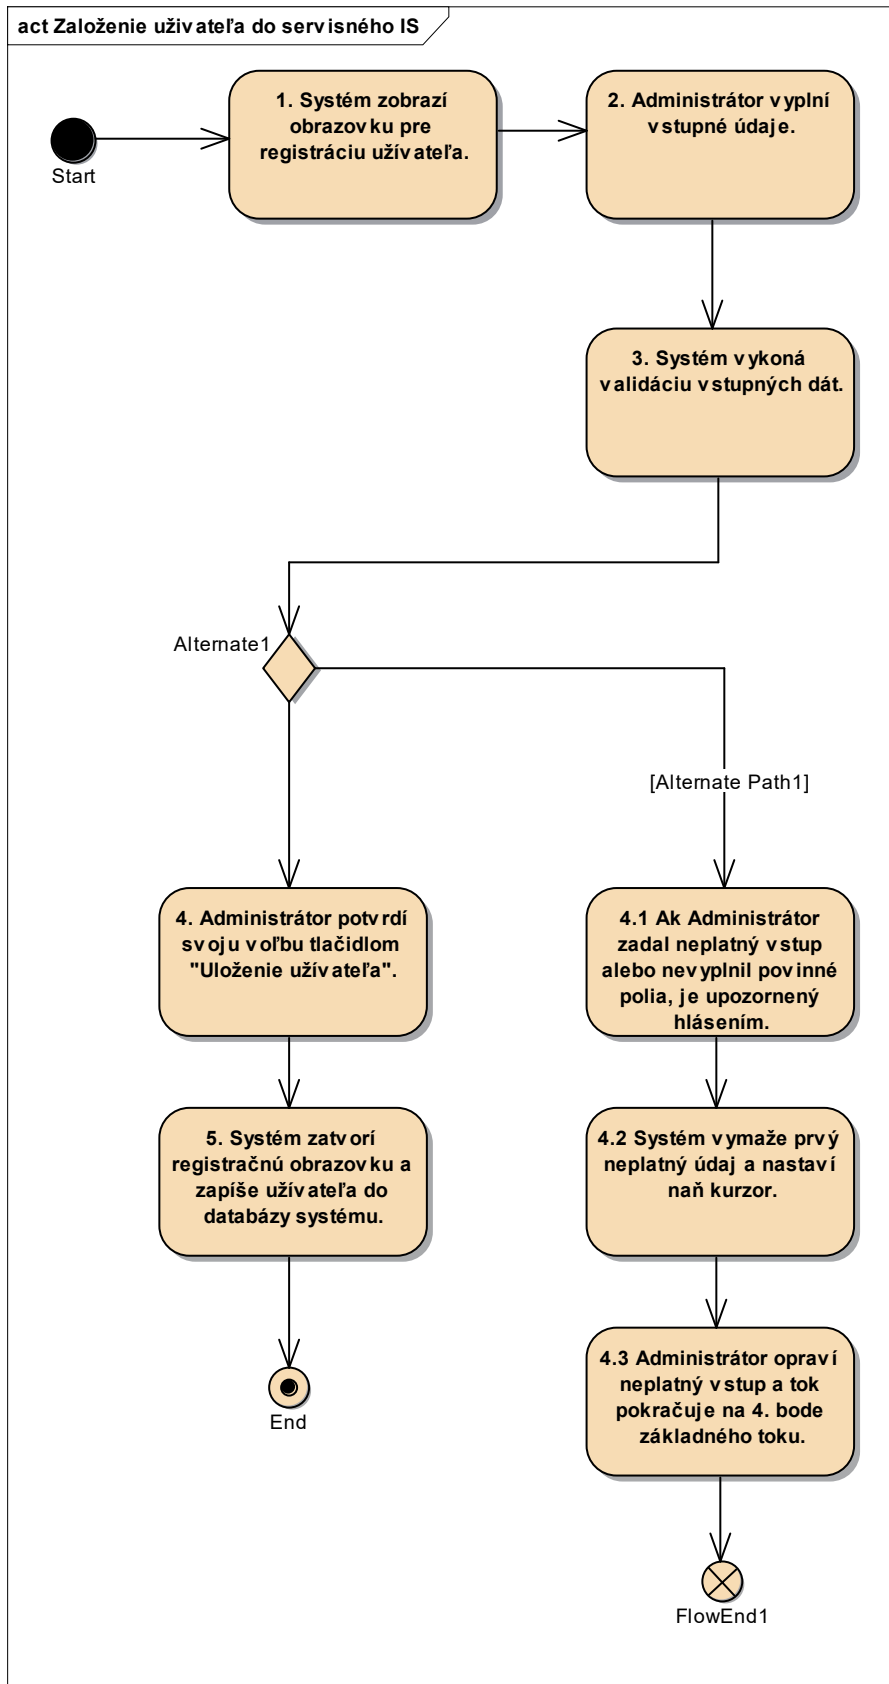 act Založenie uživateľa do servisného IS
Start
1. Systém zobrazí
obrazovku pre
registráciu užívateľa.
2. Administrátor vyplní
vstupné údaje.
3. Systém vykoná
validáciu vstupných dát.
Alternate1
[Alternate Path1]
4. Administrátor potvrdí
svoju voľbu tlačidlom
"Uloženie užívateľa".
5. Systém zatvorí
registračnú obrazovku a
zapíše užívateľa do
databázy systému.
End
4.1 Ak Administrátor
zadal neplatný vstup
alebo nevyplnil povinné
polia, je upozornený
hlásením.
4.2 Systém vymaže prvý
neplatný údaj a nastaví
naň kurzor.
4.3 Administrátor opraví
neplatný vstup a tok
pokračuje na 4. bode
základného toku.
FlowEnd1